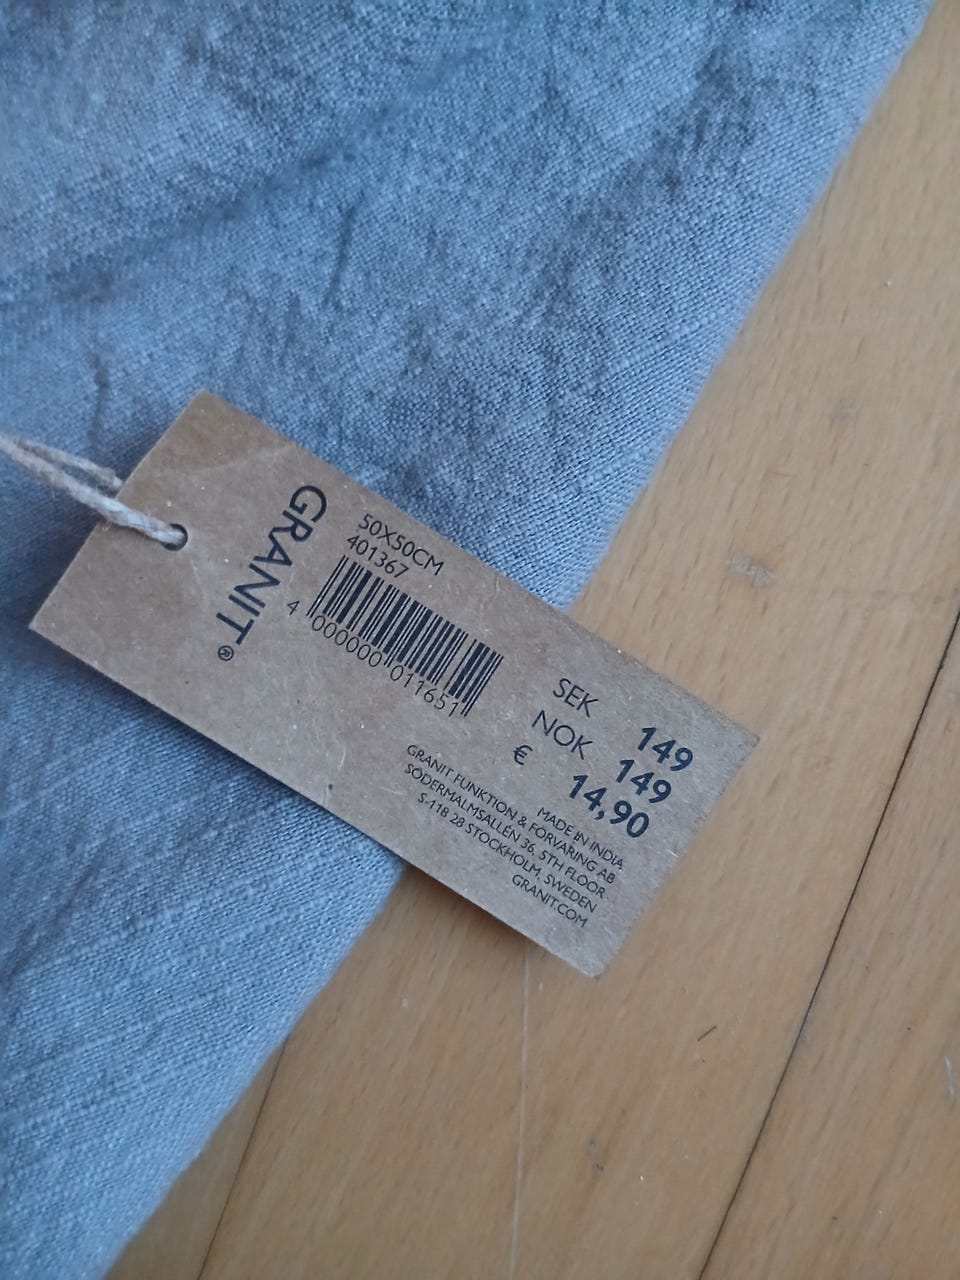 GRANIT®
50X50CM
401367
4 000000 011651
SEK 149
NOK 149
€ 14,90
MADE IN INDIA
GRANIT FUNKTION & FÖRVARING AB
SÖDERMALMSALLÉN 36, 5TH FLOOR
S-118 28 STOCKHOLM, SWEDEN
GRANIT.COM